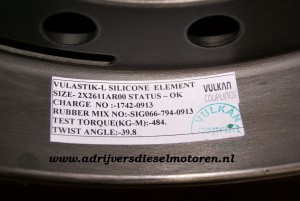 VULASTIK-L SILICONE ELEMENT
SIZE- 2X2611AR00 STATUS – OK
CHARGE NO :-1742-0913
RUBBER MIX NO:-SIG066-794-0913
TEST TORQUE(KG-M):-484.
TWIST ANGLE:-39.8
VULKAN
COUPLINGS
VULKAN
www.adrijversdieselmotoren.nl